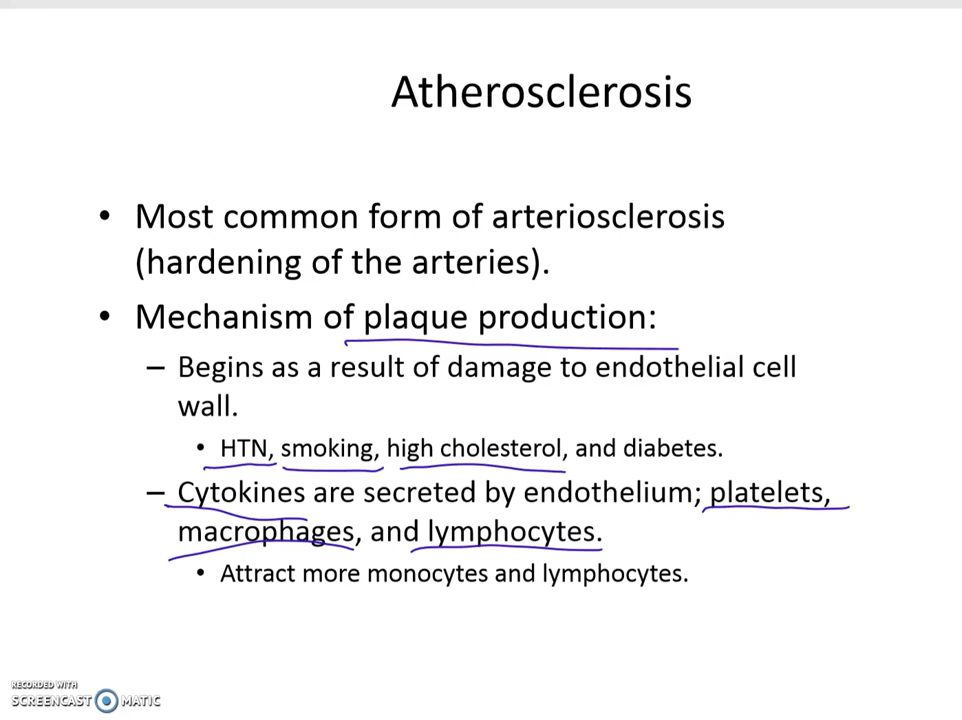 Atherosclerosis
• Most common form of arteriosclerosis
(hardening of the arteries).
• Mechanism of plaque production:
– Begins as a result of damage to endothelial cell
wall.
• HTN, smoking, high cholesterol, and diabetes.
– Cytokines are secreted by endothelium; platelets,
macrophages, and lymphocytes.
• Attract more monocytes and lymphocytes.
RECORDED WITH
SCREENCAST MATIC